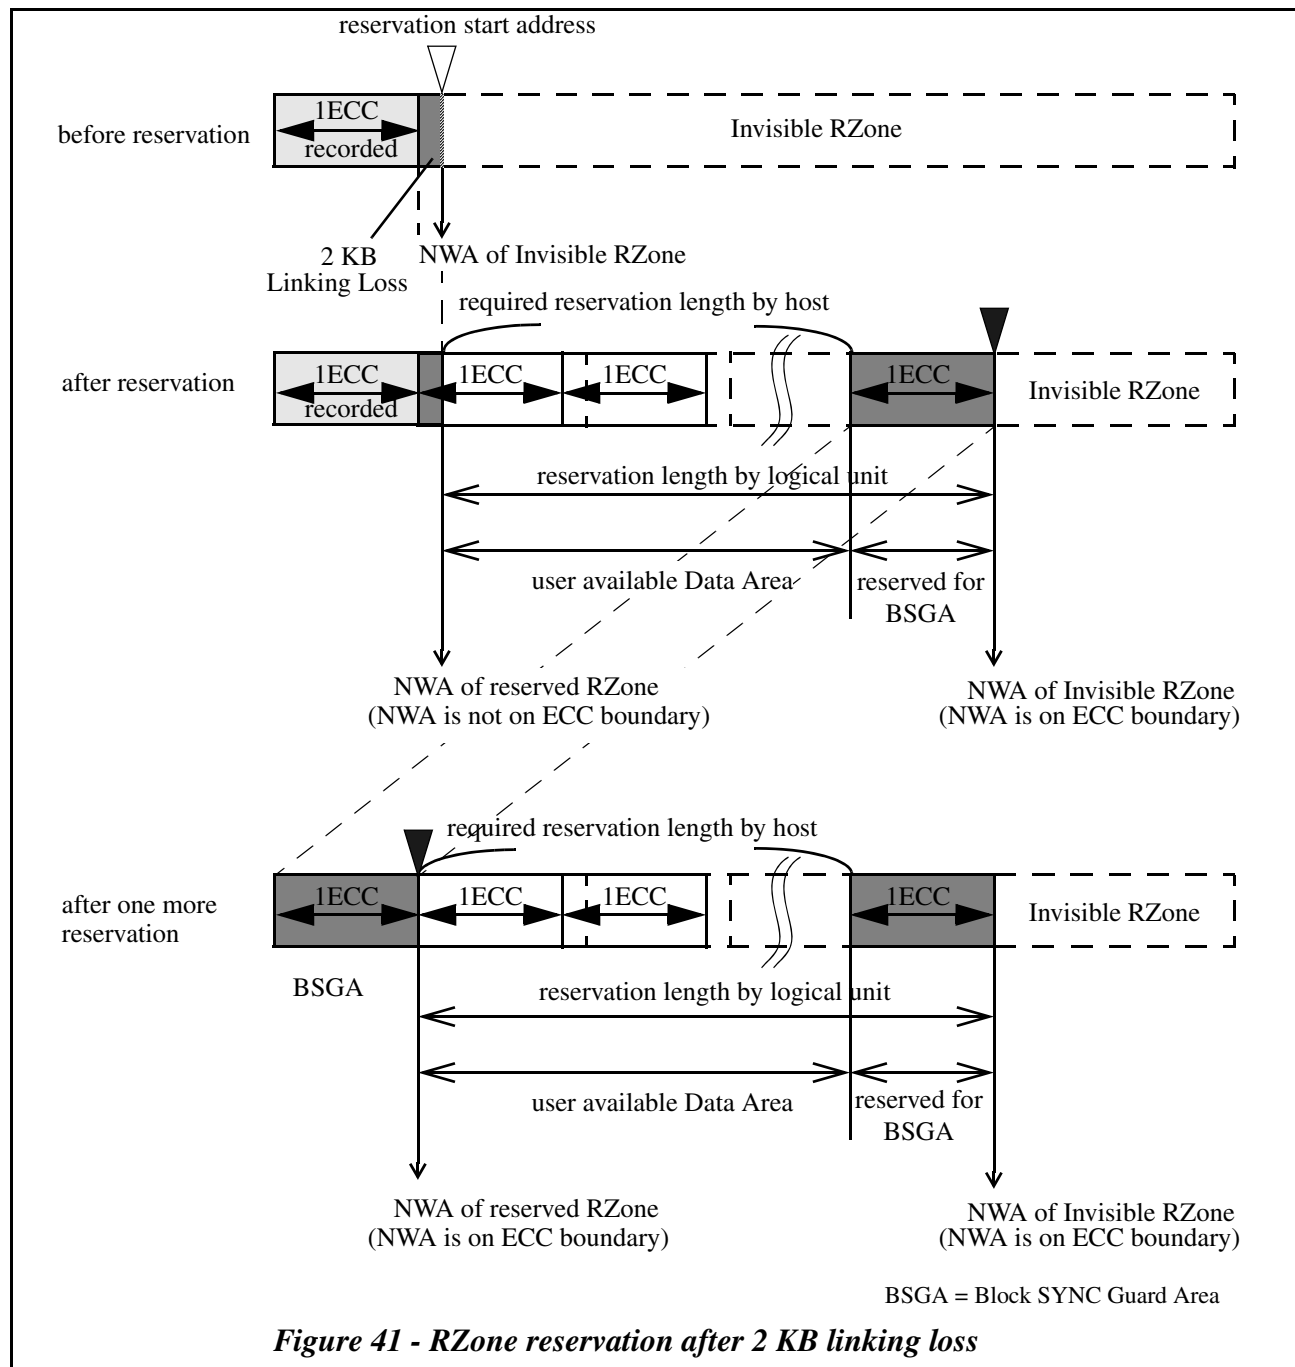 reservation start address
1ECC
before reservation
recorded
Invisible RZone
2 KB
Linking Loss
NWA of Invisible RZone
required reservation length by host
after reservation
1ECC
recorded
1ECC
1ECC
1ECC
Invisible RZone
reservation length by logical unit
user available Data Area
reserved for
BSGA
NWA of reserved RZone
(NWA is not on ECC boundary)
NWA of Invisible RZone
(NWA is on ECC boundary)
required reservation length by host
after one more
reservation
1ECC
1ECC
1ECC
1ECC
Invisible RZone
BSGA
reservation length by logical unit
user available Data Area
reserved for
BSGA
NWA of reserved RZone
(NWA is on ECC boundary)
NWA of Invisible RZone
(NWA is on ECC boundary)
BSGA = Block SYNC Guard Area
Figure 41 - RZone reservation after 2 KB linking loss